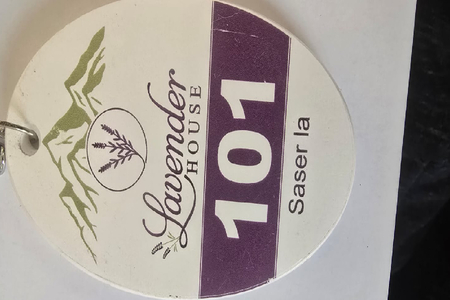 Lavender
HOUSE
101
Saser la